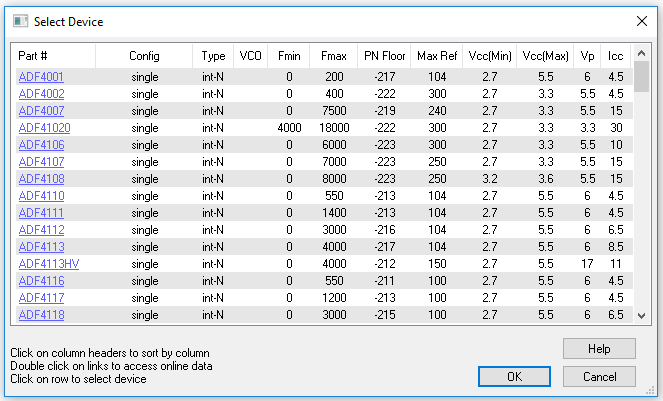 Select Device
Part # Config Type VCO Fmin Fmax PN Floor Max Ref Vcc(Min) Vcc(Max) Vp Icc
ADF4001 single int-N 0 200 -217 104 2.7 5.5 6 4.5
ADF4002 single int-N 0 400 -222 300 2.7 3.3 5.5 4.5
ADF4007 single int-N 0 7500 -219 240 2.7 3.3 5.5 15
ADF41020 single int-N 4000 18000 -222 300 2.7 3.3 3.3 30
ADF4106 single int-N 0 6000 -223 300 2.7 3.3 5.5 10
ADF4107 single int-N 0 7000 -223 250 2.7 3.3 5.5 15
ADF4108 single int-N 0 8000 -223 250 3.2 3.6 5.5 15
ADF4110 single int-N 0 550 -213 104 2.7 5.5 6 4.5
ADF4111 single int-N 0 1400 -213 104 2.7 5.5 6 4.5
ADF4112 single int-N 0 3000 -216 104 2.7 5.5 6 6.5
ADF4113 single int-N 0 4000 -217 104 2.7 5.5 6 8.5
ADF4113HV single int-N 0 4000 -212 150 2.7 5.5 17 11
ADF4116 single int-N 0 550 -211 100 2.7 5.5 6 4.5
ADF4117 single int-N 0 1200 -213 100 2.7 5.5 6 4.5
ADF4118 single int-N 0 3000 -215 100 2.7 5.5 6 6.5
Click on column headers to sort by column
Double click on links to access online data
Click on row to select device
Help
OK
Cancel